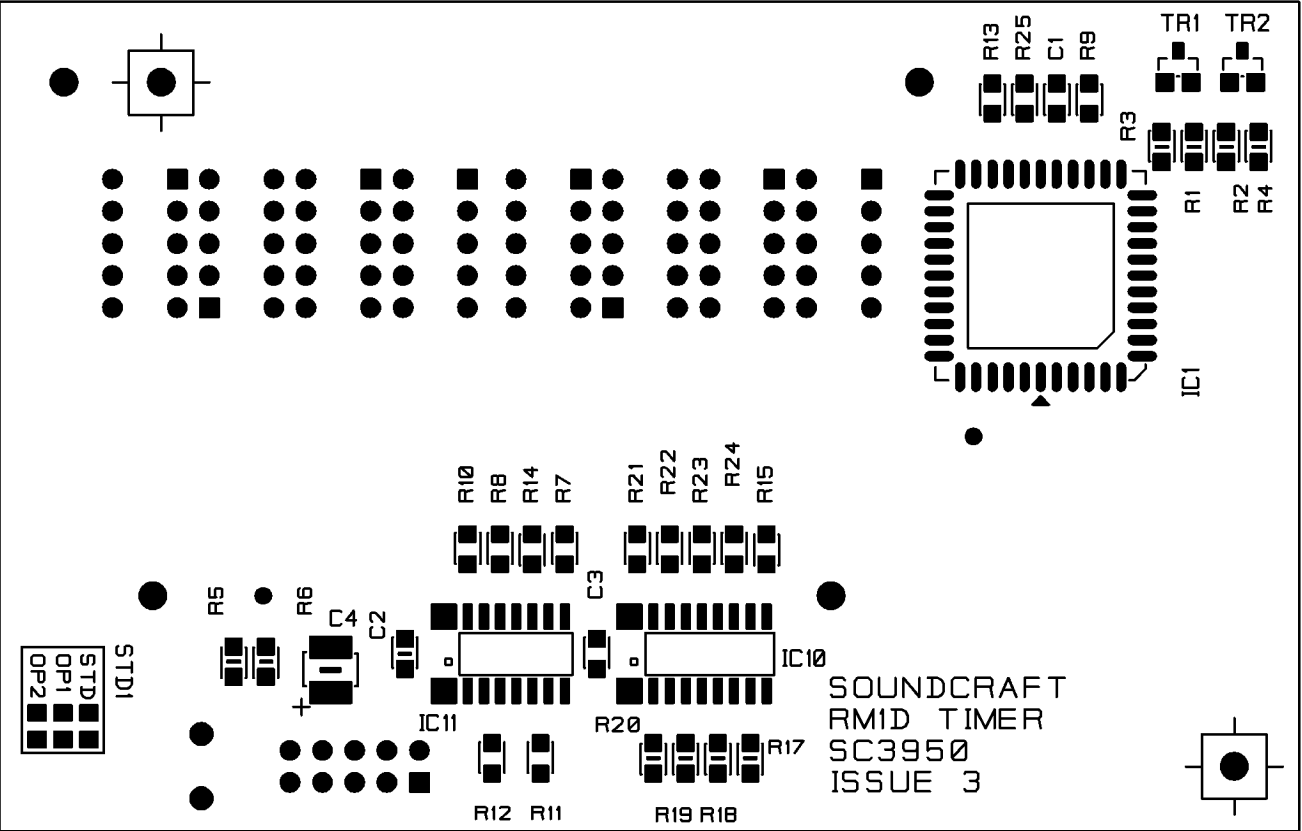 TR1 TR2
R13 R25 C1 R9
R3
R1 R2 R4
IC1
R10 R8 R14 R7 R21 R22 R23 R24 R15
R5 R6 C4 C2 C3
STD1
STD
OP1
OP2
+
IC10
IC11
R20
R17
R12 R11 R19 R18
SOUNDCRAFT
RM1D TIMER
SC3950
ISSUE 3